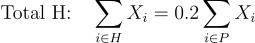 Total H: $\sum_{i \in H} X_i = 0.2 \sum_{i \in P} X_i$